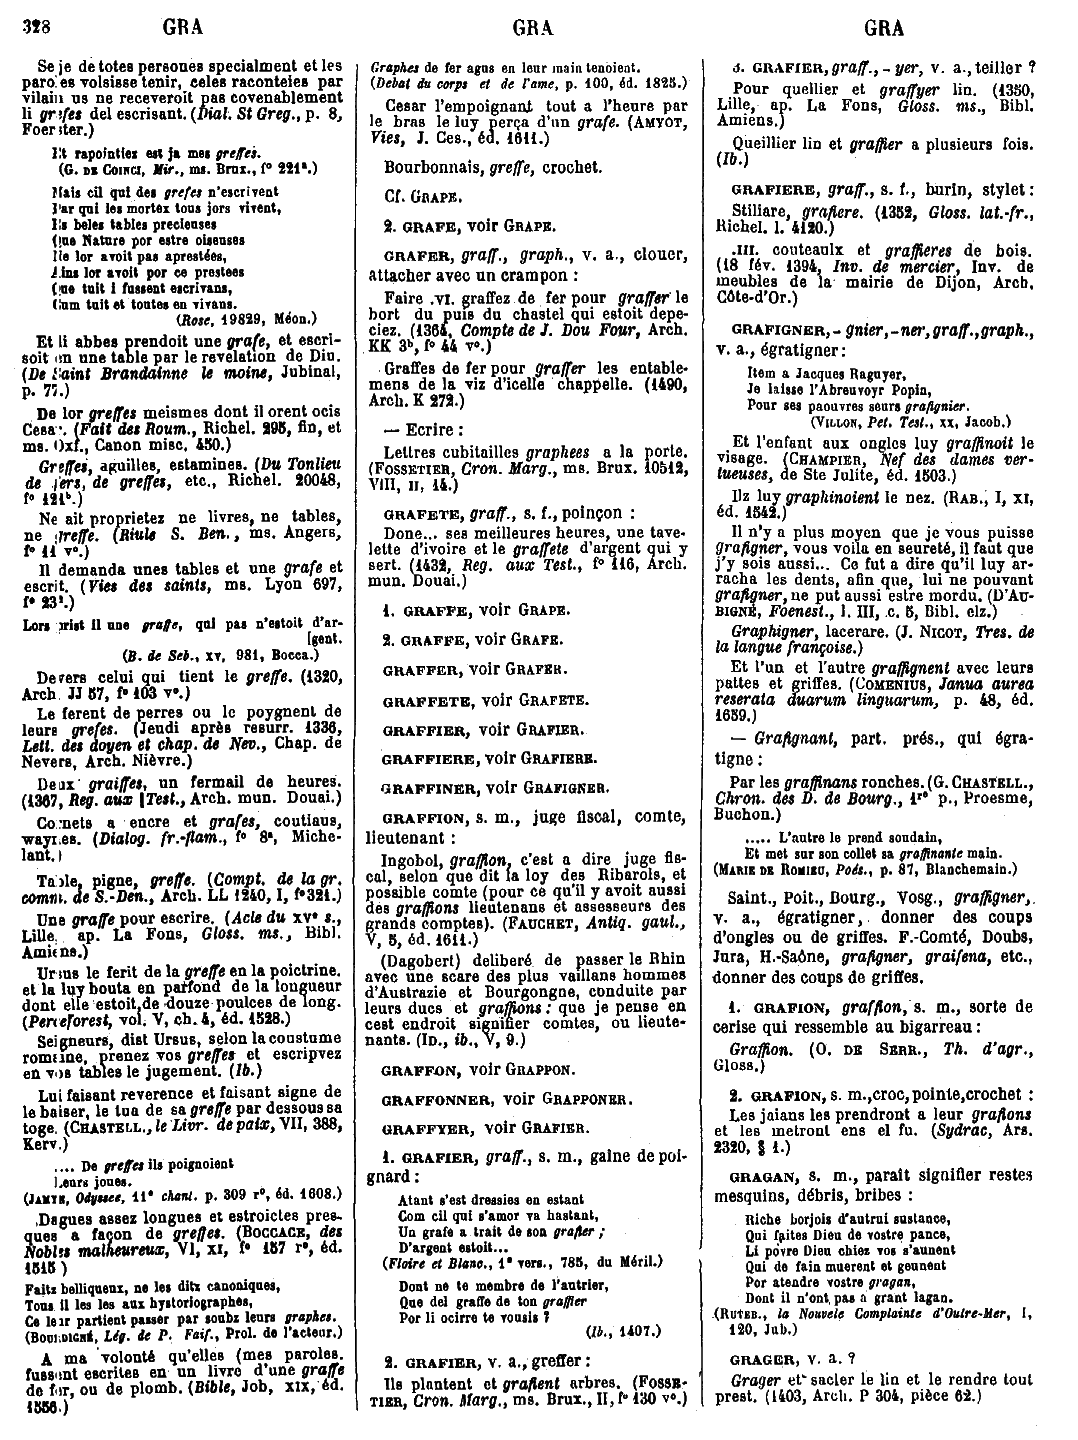 328 GRA GRA GRA
Se je de totes persones specialment et les
paroles volsisse tenir, celes raconteies par
vilain us ne receveroit pas covenablement
li grefes del escrisant. (Dial. St Greg., p. 8,
Foerster.)
Et rapointiez est ja mes greffes.
(G. DE COINCI, Mir., ms. Brux., f° 221ᵃ.)
Mais cil qui des grefes n'escrivent
Par qui les mortex tous jors vivent,
Es beles tables precieuses
Que Nature por estre oiseuses
Ne lor avoit pas aprestées,
Ains lor avoit por ce prestees
Que tuit i fussent escrivans,
Cum tuit et toutes en vivans.
(Rose, 19829, Méon.)
Et li abbes prendoit une grafe, et escri-
soit en une table par le revelation de Diu.
(De Saint Brandainne le moine, Jubinal,
p. 77.)
De lor greffes meismes dont il orent ocis
Cesar. (Fait des Roum., Richel. 295, fin, et
ms. Oxf., Canon misc. 450.)
Greffes, aguilles, estamines. (Du Tonlieu
de fers, de greffes, etc., Richel. 20048,
f° 121ᵇ.)
Ne ait proprietez ne livres, ne tables,
ne greffe. (Riule S. Ben., ms. Angers,
f° 11 v°.)
Il demanda unes tables et une grafe et
escrit. (Vies des saints, ms. Lyon 697,
f° 23¹.)
Lors prist il une graffe, qui pas n'estoit d'ar-
[gent.
(B. de Seb., xv, 981, Bocca.)
Devers celui qui tient le greffe. (1320,
Arch. JJ 57, f° 103 v°.)
Le ferent de perres ou le poygnent de
leurs grefes. (Jeudi après resurr. 1336,
Lett. des doyen et chap. de Nev., Chap. de
Nevers, Arch. Nièvre.)
Deux graiffes, un fermail de heures.
(1367, Reg. aux Test., Arch. mun. Douai.)
Cornets a encre et grafes, coutiaus,
waynes. (Dialog. fr.-flam., f° 8ᵃ, Miche-
lant.)
Table, pigne, greffe. (Compt. de la gr.
comm. de S.-Den., Arch. LL 1240, I, f° 321.)
Une graffe pour escrire. (Acte du XVᵉ s.,
Lille, ap. La Fons, Gloss. ms., Bibl.
Amiens.)
Ursus le ferit de la greffe en la poictrine.
et la luy bouta en parfond de la longueur
dont elle estoit,de douze poulces de long.
(Perceforest, vol. V, ch. 4, éd. 1528.)
Seigneurs, dist Ursus, selon la coustume
rommine, prenez vos greffes et escripvez
en vos tables le jugement. (Ib.)
Lui faisant reverence et faisant signe de
le baiser, le tua de sa greffe par dessous sa
toge. (CHASTELL., le Livr. de paix, VII, 388,
Kerv.)
.... De greffes ils poignoient
Leurs joues.
(JAMYN, Odyssee, 11ᵉ chant. p. 309 r°, éd. 1608.)
Dagues assez longues et estroictes pres-
ques a façon de greffes. (BOCCACE, des
Nobles malheureux, VI, XI, f° 157 r°, éd.
1515)
Faitz belliqueux, ne les ditz canoniques,
Tous il les les aux hystoriographes,
Ce leur partient passer par soubz leurs graphes.
(BOURDIGNÉ, Lég. de P. Faif., Prol. de l'acteur.)
A ma volonté qu'elles (mes paroles.
fussent escrites en un livre d'une graffe
de fer, ou de plomb. (Bible, Job, XIX, éd.
1556.)
Graphes de fer agus en leur main tenoient.
(Debat du corps et de l'ame, p. 100, éd. 1825.)
Cesar l'empoignant tout a l'heure par
le bras le luy perça d'un grafe. (AMYOT,
Vies, J. Ces., éd. 1611.)
Bourbonnais, greffe, crochet.
Cf. GRAPE.
2. GRAFE, voir GRAPE.
GRAFER, graff., graph., v. a., clouer,
attacher avec un crampon :
Faire .VI. graffez de fer pour graffer le
bort du puis du chastel qui estoit depe-
ciez. (1364, Compte de J. Dou Four, Arch.
KK 3ᵇ, f° 44 v°.)
Graffes de fer pour graffer les entable-
mens de la viz d'icelle chappelle. (1490,
Arch. K 272.)
— Ecrire :
Lettres cubitailles graphees a la porte.
(FOSSETIER, Cron. Marg., ms. Brux. 10512,
VIII, II, 14.)
GRAFETE, graff., s. f., poinçon :
Done... ses meilleures heures, une tave-
lette d'ivoire et le graffete d'argent qui y
sert. (1432, Reg. aux Test., f° 116, Arch.
mun. Douai.)
1. GRAFFE, voir GRAPE.
2. GRAFFE, voir GRAFE.
GRAFFER, voir GRAFER.
GRAFFETE, voir GRAFETE.
GRAFFIER, voir GRAFIER.
GRAFFIERE, voir GRAFIERE.
GRAFFINER, voir GRAFIGNER.
GRAFFION, s. m., juge fiscal, comte,
lieutenant :
Ingobol, graffion, c'est a dire juge fis-
cal, selon que dit la loy des Ribarols, et
possible comte (pour ce qu'il y avoit aussi
des graffions lieutenans et assesseurs des
grands comptes). (FAUCHET, Antiq. gaul.,
V, 5, éd. 1611.)
(Dagobert) deliberé de passer le Rhin
avec une scare des plus vaillans hommes
d'Austrazie et Bourgongne, conduite par
leurs ducs et graffions : que je pense en
cest endroit signifier comtes, ou lieute-
nants. (ID., ib., V, 9.)
GRAFFON, voir GRAPPON.
GRAFFONNER, voir GRAPPONER.
GRAFFYER, voir GRAFIER.
1. GRAFIER, graff., s. m., gaine de poi-
gnard :
Atant s'est dressies en estant
Com cil qui s'amor va hastant,
Un grafe a trait de son grafier ;
D'argent estoit...
(Floire et Blanc., 1ᵉ vers., 785, du Méril.)
Dont ne te membre de l'autrier,
Que del graffe de ton graffier
Por li ocirre te vousis ?
(Ib., 1407.)
2. GRAFIER, v. a., greffer :
Ils plantent et grafient arbres. (FOSSE-
TIER, Cron. Marg., ms. Brux., II, f° 130 v°.)
3. GRAFIER, graff., -yer, v. a., teiller ?
Pour quellier et graffyer lin. (1350,
Lille, ap. La Fons, Gloss. ms., Bibl.
Amiens.)
Queillier lin et graffier a plusieurs fois.
(Ib.)
GRAFIERE, graff., s. f., burin, stylet :
Stiliare, grafiere. (1352, Gloss. lat.-fr.,
Richel. l. 4120.)
.III. couteaulx et graffieres de bois.
(18 fév. 1394, Inv. de mercier, Inv. de
meubles de la mairie de Dijon, Arch.
Côte-d'Or.)
GRAFIGNER, -gnier, -ner, graff., graph.,
v. a., égratigner :
Item a Jacques Raguyer,
Je laisse l'Abreuvoyr Popin,
Pour ses paouvres seurs grafignier.
(VILLON, Pet. Test., XX, Jacob.)
Et l'enfant aux ongles luy graffinoit le
visage. (CHAMPIER, Nef des dames ver-
tueuses, de Ste Julite, éd. 1503.)
Ilz luy graphinoient le nez. (RAB., I, XI,
éd. 1542.)
Il n'y a plus moyen que je vous puisse
grafigner, vous voila en seureté, il faut que
j'y sois aussi... Ce fut a dire qu'il luy ar-
racha les dents, afin que, lui ne pouvant
grafigner, ne put aussi estre mordu. (D'AU-
BIGNÉ, Foenest., l. III, c. 5, Bibl. elz.)
Graphigner, lacerare. (J. NICOT, Tres. de
la langue françoise.)
Et l'un et l'autre graffignent avec leurs
pattes et griffes. (COMENIUS, Janua aurea
reserata duarum linguarum, p. 48, éd.
1659.)
— Grafignant, part. prés., qui égra-
tigne :
Par les graffinans ronches. (G. CHASTELL.,
Chron. des D. de Bourg., 1ʳᵉ p., Proesme,
Buchon.)
..... L'autre le prend soudain,
Et met sur son collet sa graffinante main.
(MARIE DE ROMIEU, Poés., p. 87, Blanchemain.)
Saint., Poit., Bourg., Vosg., graffigner,
v. a., égratigner, donner des coups
d'ongles ou de griffes. F.-Comté, Doubs,
Jura, H.-Saône, grafigner, graifena, etc.,
donner des coups de griffes.
1. GRAFION, graffion, s. m., sorte de
cerise qui ressemble au bigarreau :
Graffion. (O. DE SERR., Th. d'agr.,
Gloss.)
2. GRAFION, s. m., croc, pointe, crochet :
Les jaians les prendront a leur grafions
et les metront ens el fu. (Sydrac, Ars.
2320, § 1.)
GRAGAN, s. m., paraît signifier restes
mesquins, débris, bribes :
Riche borjois d'autrui sustance,
Qui faites Dieu de vostre pance,
Li povre Dieu chiez vos s'aunent
Qui de fain muerent et geunent
Por atendre vostre gragan,
Dont il n'ont pas a grant lagan.
(RUTEB., la Nouvele Complainte d'Outre-Mer, I,
120, Jub.)
GRAGER, v. a. ?
Grager et sacler le lin et le rendre tout
prest. (1403, Arch. P 304, pièce 62.)